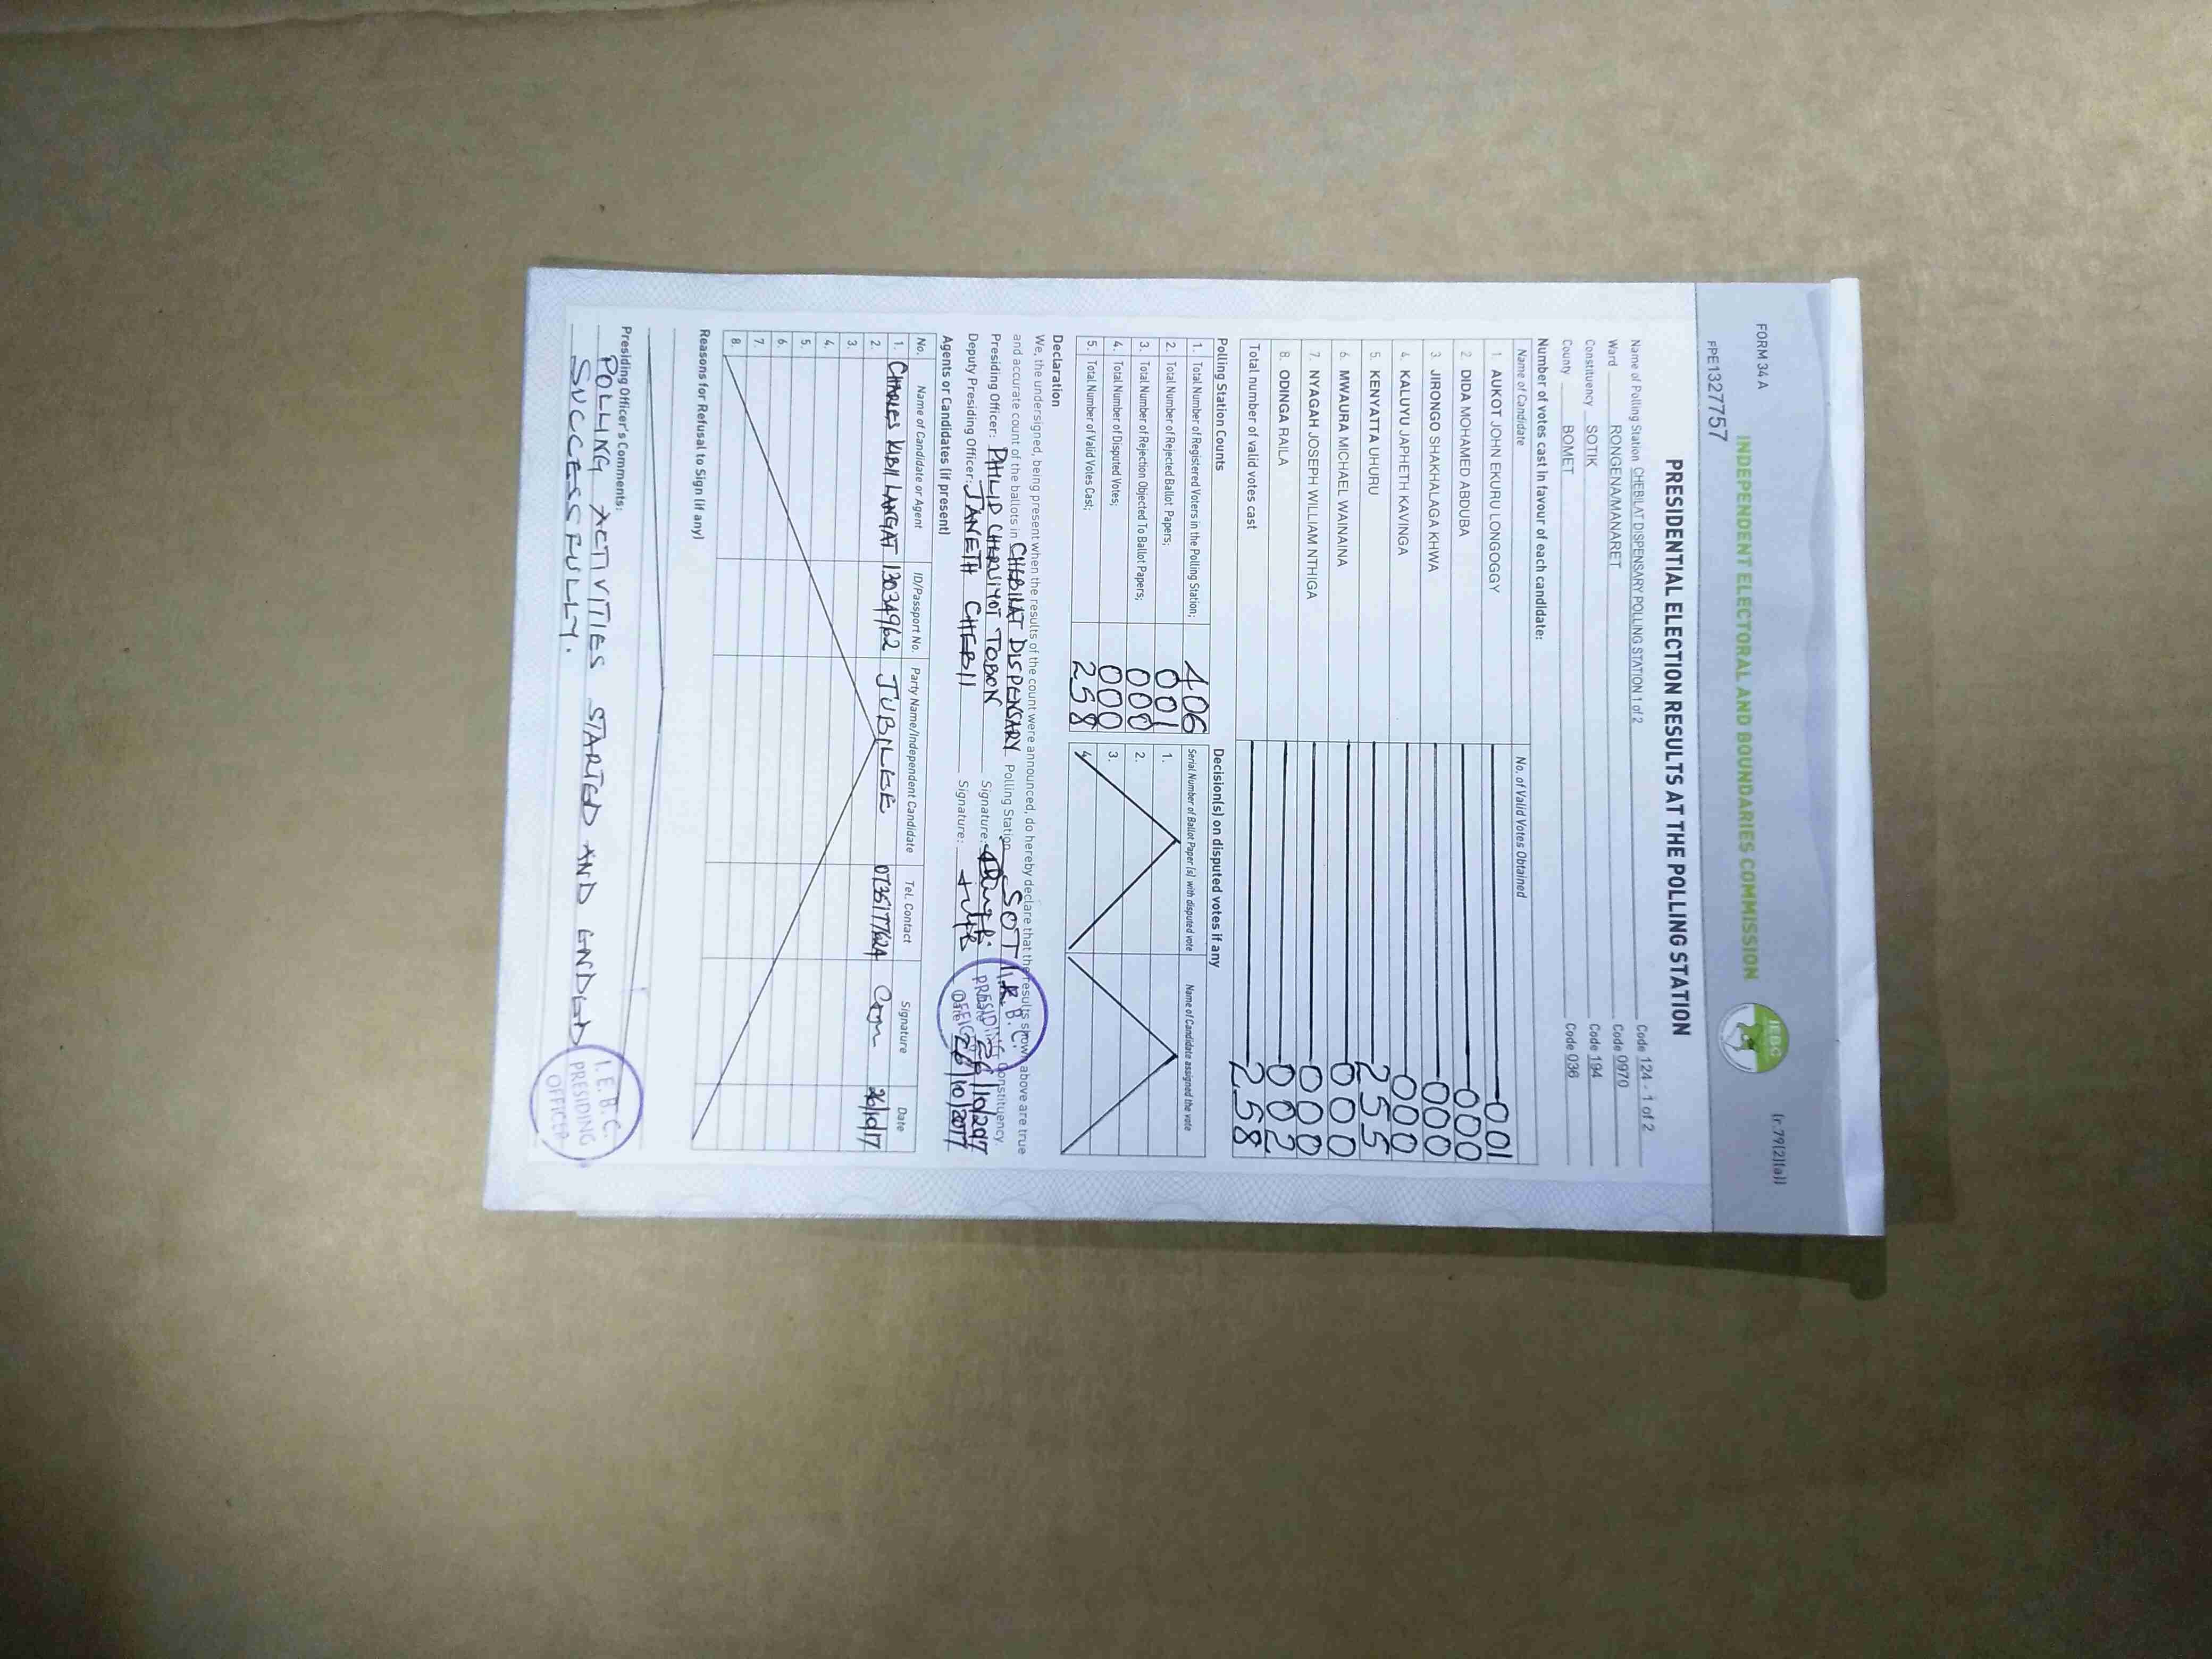 FORM 34 A
(r.79(2)(a))
INDEPENDENT ELECTORAL AND BOUNDARIES COMMISSION
IEBC
FPE1327757
PRESIDENTIAL ELECTION RESULTS AT THE POLLING STATION
Name of Polling Station CHEBILAT DISPENSARY POLLING STATION 1 of 2 Code 124 - 1 of 2
Ward RONGENA/MANARET Code 0970
Constituency SOTIK Code 194
County BOMET Code 036
Number of votes cast in favour of each candidate:
Name of Candidate No. of Valid Votes Obtained
1. AUKOT JOHN EKURU LONGOGGY 001
2. DIDA MOHAMED ABDUBA 000
3. JIRONGO SHAKHALAGA KHWA 000
4. KALUYU JAPHETH KAVINGA 000
5. KENYATTA UHURU 255
6. MWAURA MICHAEL WAINAINA 000
7. NYAGAH JOSEPH WILLIAM NTHIGA 000
8. ODINGA RAILA 002
Total number of valid votes cast 258
Polling Station Counts
1. Total Number of Registered Voters in the Polling Station; 406
2. Total Number of Rejected Ballot Papers; 001
3. Total Number of Rejection Objected To Ballot Papers; 000
4. Total Number of Disputed Votes; 000
5. Total Number of Valid Votes Cast; 258
Decision(s) on disputed votes if any
Serial Number of Ballot Paper (s) with disputed vote Name of Candidate assigned the vote
1.
2.
3.
4.
Declaration
We, the undersigned, being present when the results of the count were announced, do hereby declare that the results shown above are true
and accurate count of the ballots in CHEBILAT DISPENSARY Polling Station SOTIK Constituency.
Presiding Officer: PHILIP CHERUIYOT TOBON Signature: Date 26/10/2017
Deputy Presiding Officer: JANETH CHEBII Signature: Date 26/10/2017
I.E.B.C.
PRESIDING
OFFICER
Agents or Candidates (if present)
No. Name of Candidate or Agent ID/Passport No. Party Name/Independent Candidate Tel. Contact Signature Date
1. CHARLES KIBII LANGAT 13034962 JUBILEE 0735177624 26/10/17
2.
3.
4.
5.
6.
7.
8.
Reasons for Refusal to Sign (if any)
Presiding Officer's Comments:
POLLING ACTIVITIES STARTED AND ENDED
SUCCESSFULLY.
I.E.B.C.
PRESIDING
OFFICER